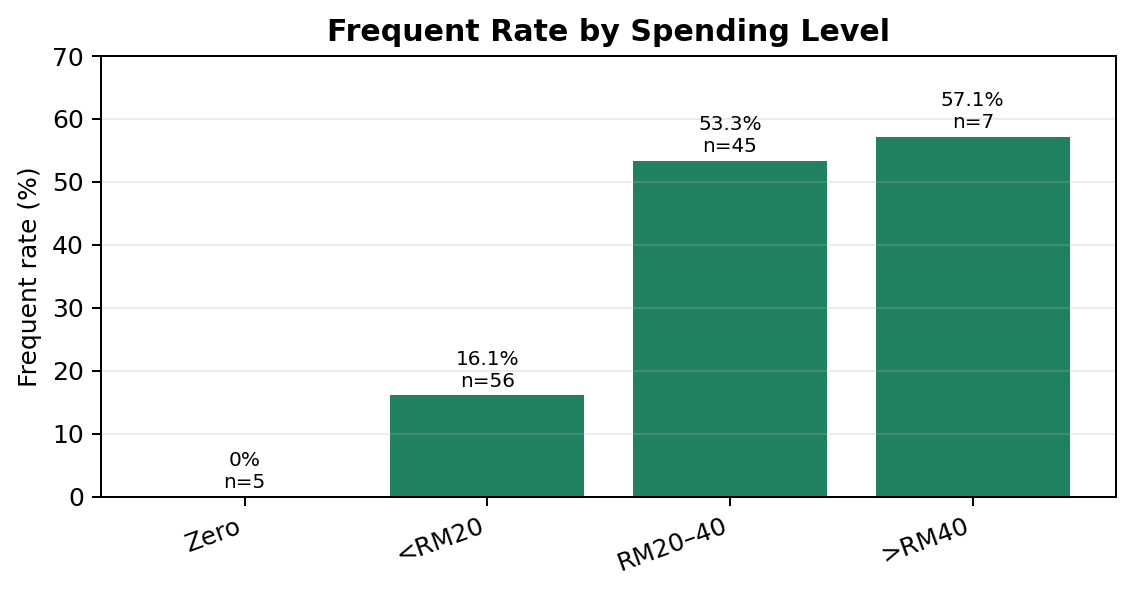 Frequent Rate by Spending Level
Frequent rate (%)
70
60
50
40
30
20
10
0
0%
n=5
16.1%
n=56
53.3%
n=45
57.1%
n=7
Zero
<RM20
RM20–40
>RM40